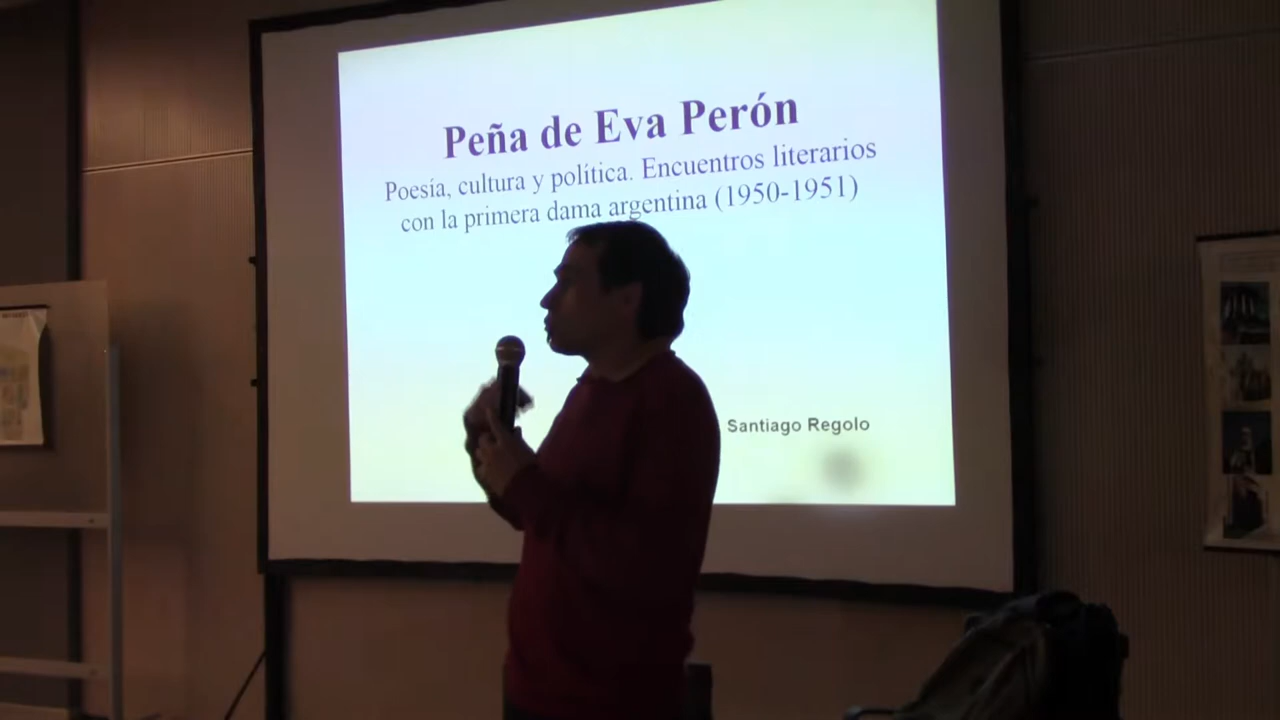 Peña de Eva Perón
Poesía, cultura y política. Encuentros literarios
con la primera dama argentina (1950-1951)
Santiago Regolo